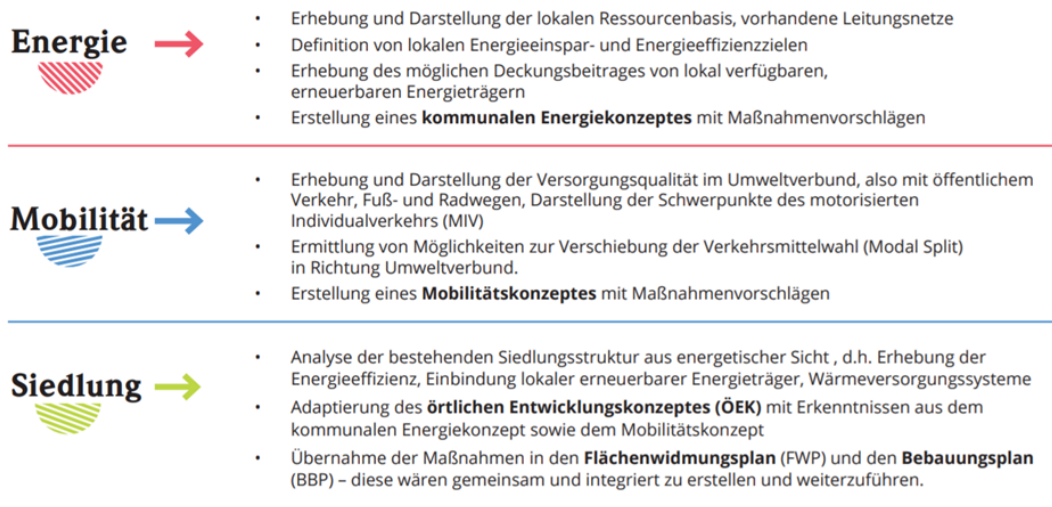 Energie
• Erhebung und Darstellung der lokalen Ressourcenbasis, vorhandene Leitungsnetze
• Definition von lokalen Energieeinspar- und Energieeffizienzzielen
• Erhebung des möglichen Deckungsbeitrages von lokal verfügbaren,
erneuerbaren Energieträgern
• Erstellung eines kommunalen Energiekonzeptes mit Maßnahmenvorschlägen
Mobilität
• Erhebung und Darstellung der Versorgungsqualität im Umweltverbund, also mit öffentlichem
Verkehr, Fuß- und Radwegen, Darstellung der Schwerpunkte des motorisierten
Individualverkehrs (MIV)
• Ermittlung von Möglichkeiten zur Verschiebung der Verkehrsmittelwahl (Modal Split)
in Richtung Umweltverbund.
• Erstellung eines Mobilitätskonzeptes mit Maßnahmenvorschlägen
Siedlung
• Analyse der bestehenden Siedlungsstruktur aus energetischer Sicht , d.h. Erhebung der
Energieeffizienz, Einbindung lokaler erneuerbarer Energieträger, Wärmeversorgungssysteme
• Adaptierung des örtlichen Entwicklungskonzeptes (ÖEK) mit Erkenntnissen aus dem
kommunalen Energiekonzept sowie dem Mobilitätskonzept
• Übernahme der Maßnahmen in den Flächenwidmungsplan (FWP) und den Bebauungsplan
(BBP) – diese wären gemeinsam und integriert zu erstellen und weiterzuführen.